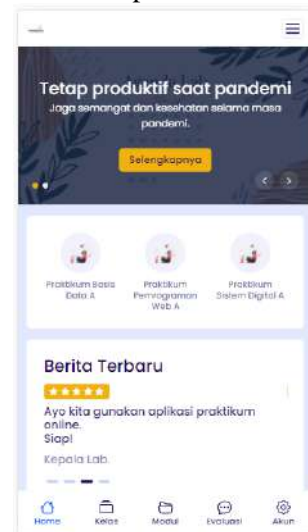 Tetap produktif saat pandemi
Jaga semangat dan kesehatan selama masa
pandemi.
Selengkapnya
Praktikum Basis
Data A
Praktikum
Pemrograman
Web A
Praktikum
Sistem Digital A
Berita Terbaru
Ayo kita gunakan aplikasi praktikum
online.
Siap!
Kepala Lab.
Home
Kelas
Modul
Evaluasi
Akun